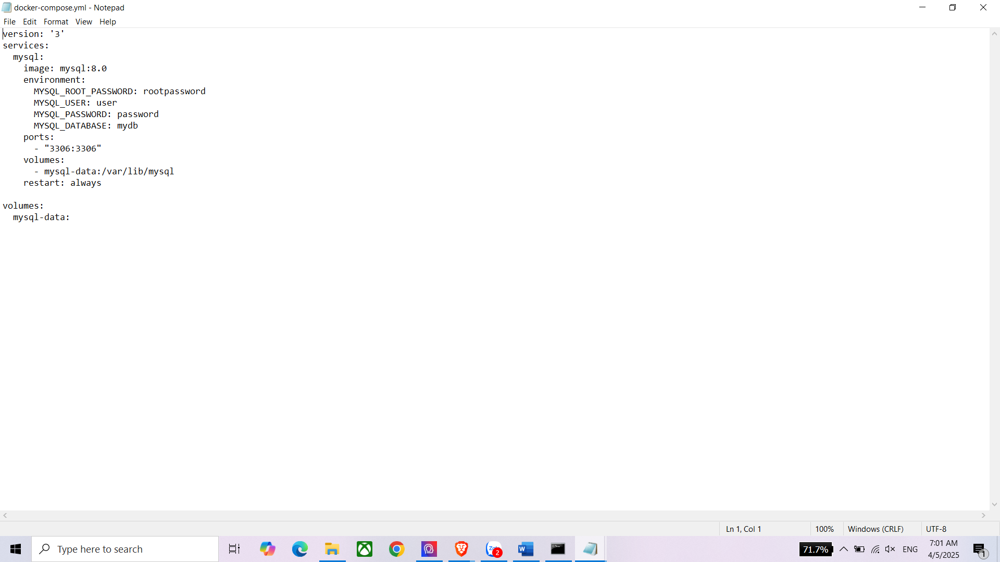 docker-compose.yml - Notepad
File Edit Format View Help
version: '3'
services:
  mysql:
    image: mysql:8.0
    environment:
      MYSQL_ROOT_PASSWORD: rootpassword
      MYSQL_USER: user
      MYSQL_PASSWORD: password
      MYSQL_DATABASE: mydb
    ports:
      - "3306:3306"
    volumes:
      - mysql-data:/var/lib/mysql
    restart: always

volumes:
  mysql-data:
Ln 1, Col 1 100% Windows (CRLF) UTF-8
Type here to search
2
W
71.7%
ENG
7:01 AM
4/5/2025
1